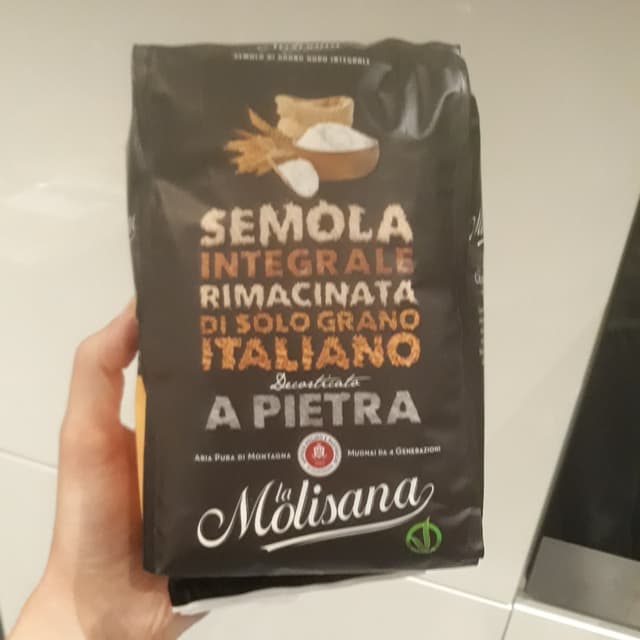 SEMOLA DI GRANO DURO INTEGRALE
SEMOLA
INTEGRALE
RIMACINATA
DI SOLO GRANO
ITALIANO
Decorticato
A PIETRA
ARIA PURA DI MONTAGNA
MUGNAI DA 4 GENERAZIONI
la
Molisana